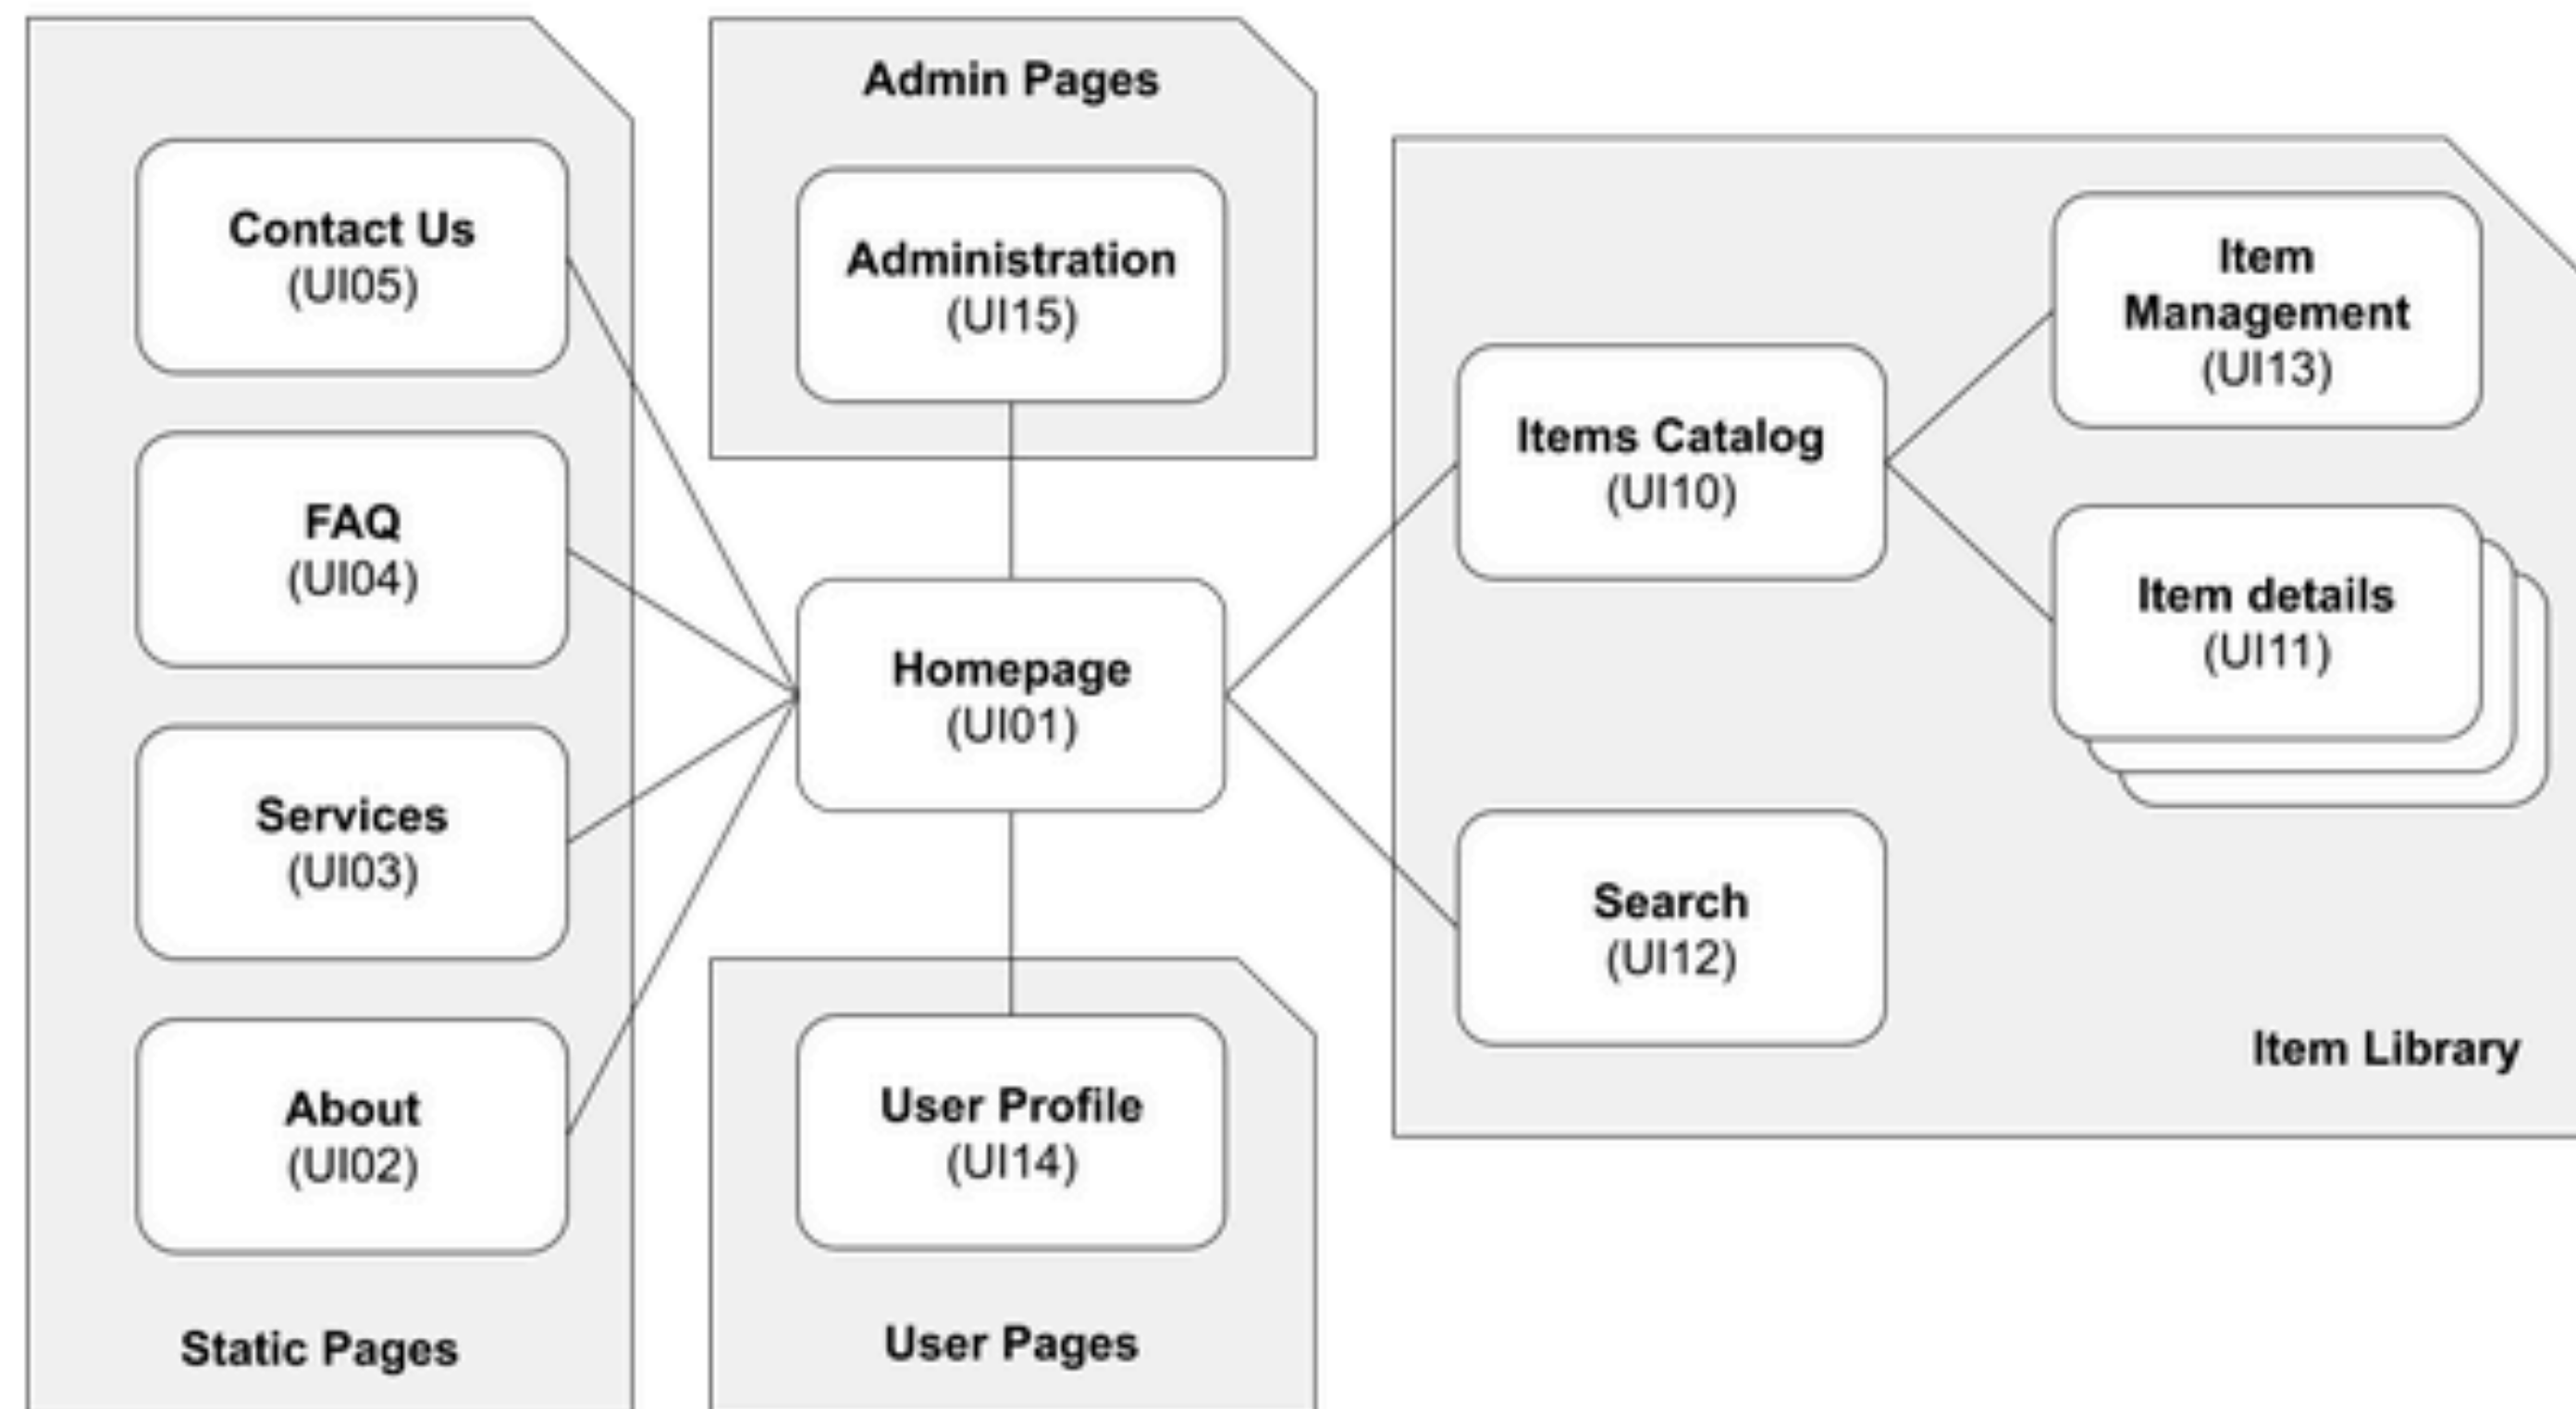 Contact Us
(UI05)
FAQ
(UI04)
Services
(UI03)
About
(UI02)
Static Pages
Admin Pages
Administration
(UI15)
Homepage
(UI01)
User Profile
(UI14)
User Pages
Items Catalog
(UI10)
Search
(UI12)
Item
Management
(UI13)
Item details
(UI11)
Item Library